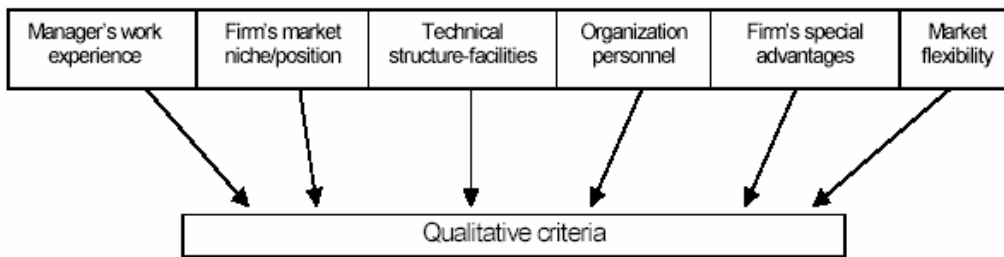 Manager's work
experience
Firm's market
niche/position
Technical
structure-facilities
Organization
personnel
Firm's special
advantages
Market
flexibility
Qualitative criteria